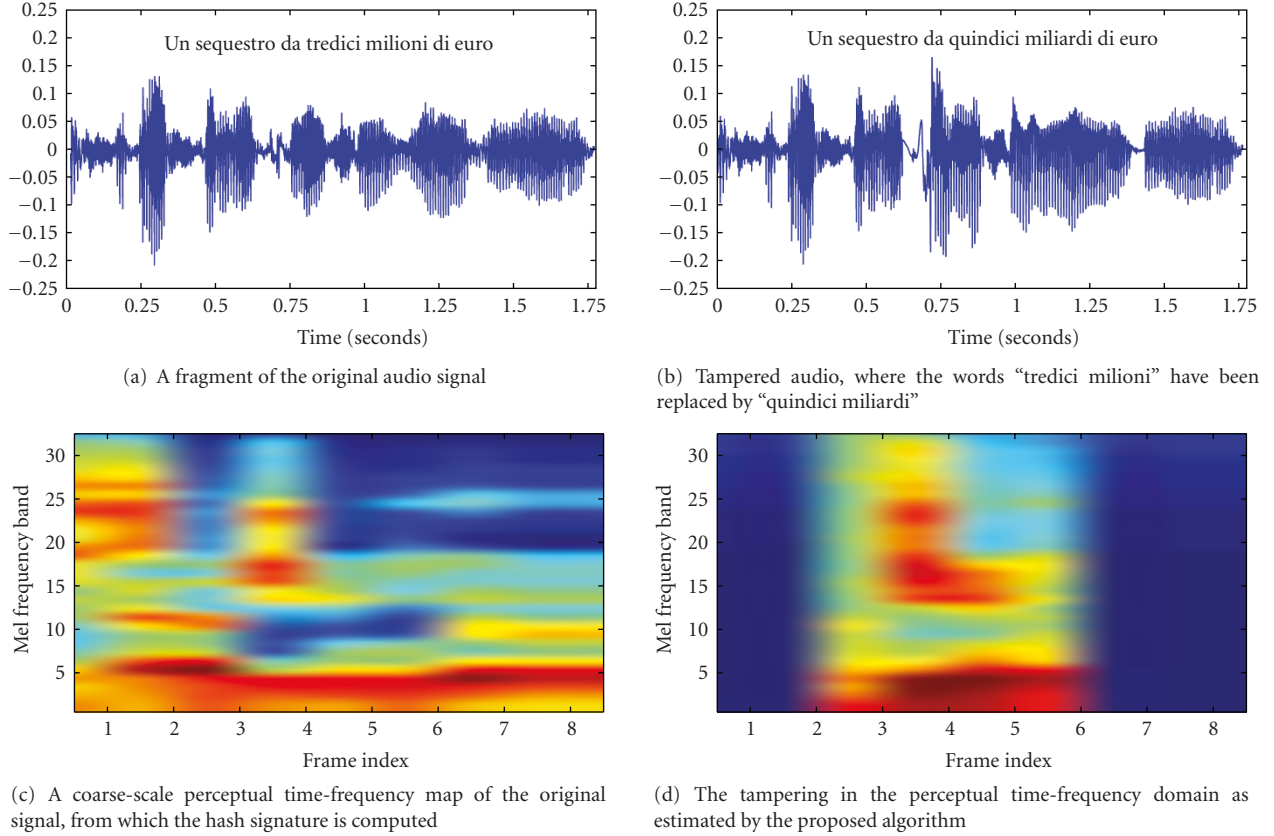 0.25
0.2
0.15
0.1
0.05
0
−0.05
−0.1
−0.15
−0.2
0.25
Un sequestro da tredici milioni di euro
0 0.25 0.5 0.75 1 1.25 1.5 1.75
Time (seconds)
(a) A fragment of the original audio signal
0.25
0.2
0.15
0.1
0.05
0
−0.05
−0.1
−0.15
−0.2
0.25
Un sequestro da quindici miliardi di euro
0 0.25 0.5 0.75 1 1.25 1.5 1.75
Time (seconds)
(b) Tampered audio, where the words “tredici milioni” have been
replaced by “quindici miliardi”
Mel frequency band
30
25
20
15
10
5
1 2 3 4 5 6 7 8
Frame index
(c) A coarse-scale perceptual time-frequency map of the original
signal, from which the hash signature is computed
Mel frequency band
30
25
20
15
10
5
1 2 3 4 5 6 7 8
Frame index
(d) The tampering in the perceptual time-frequency domain as
estimated by the proposed algorithm